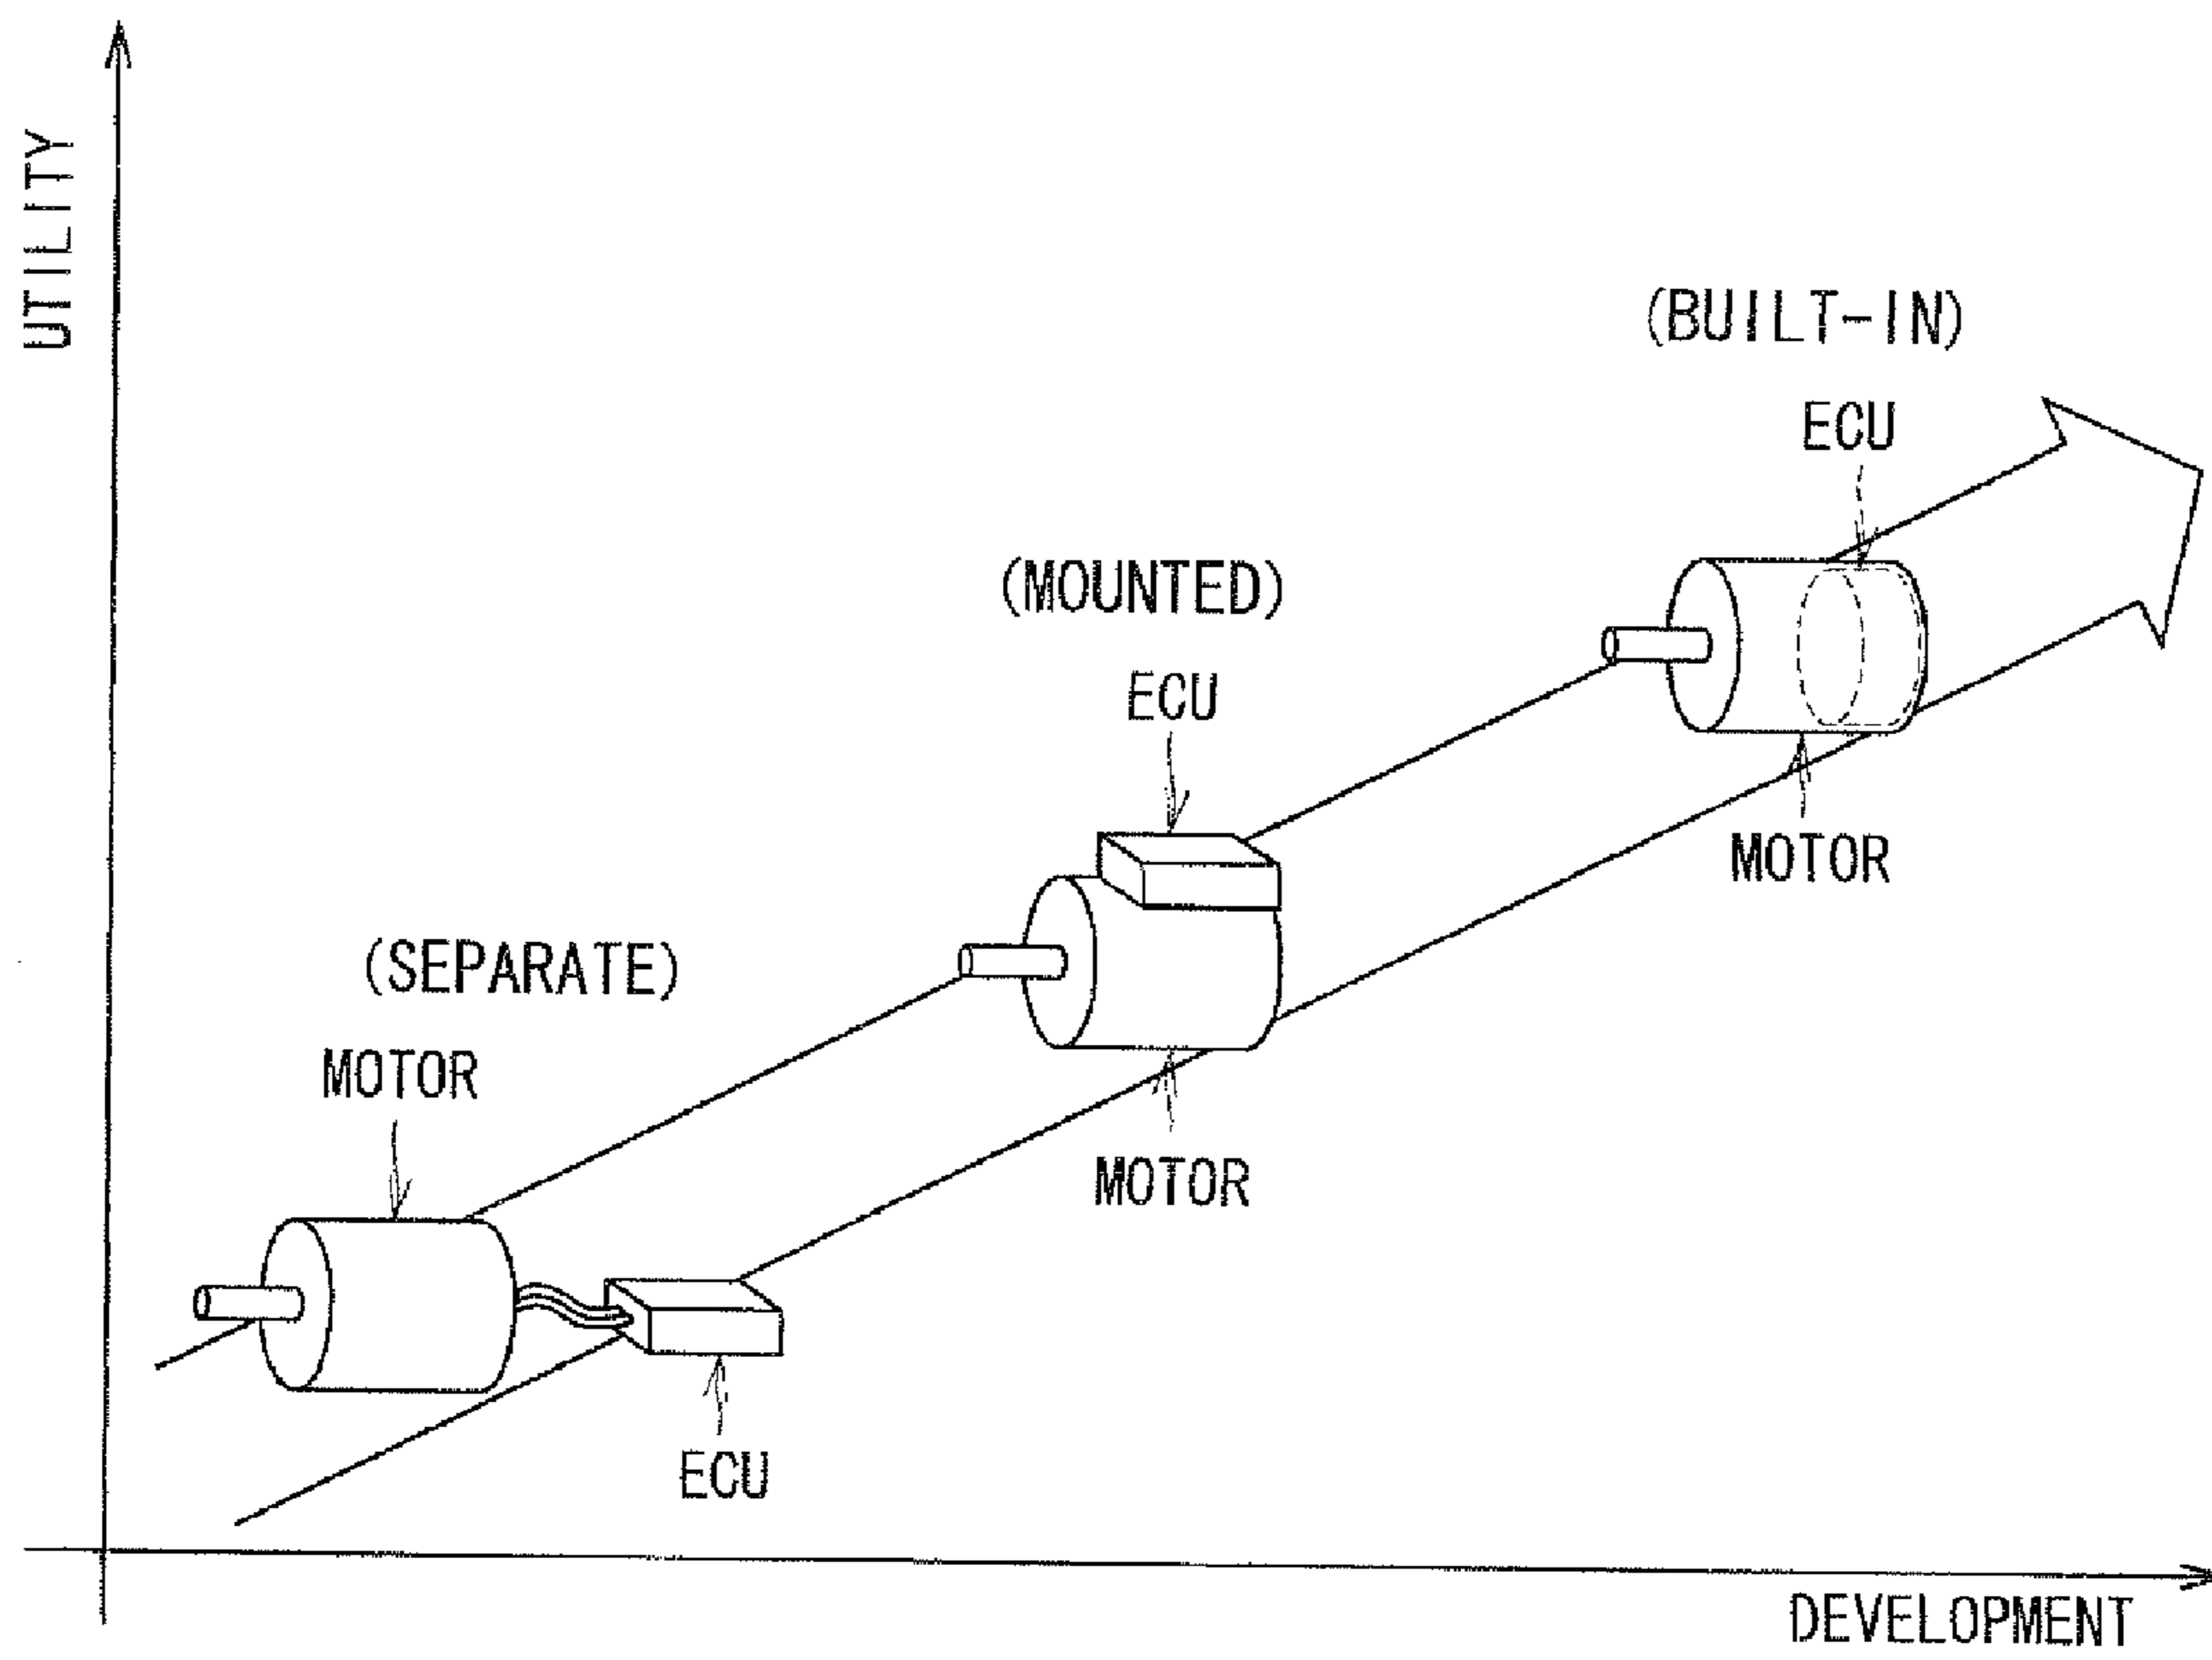 UTILITY
(BUILT-IN)
ECU
(MOUNTED)
ECU
MOTOR
(SEPARATE)
MOTOR
MOTOR
ECU
DEVELOPMENT